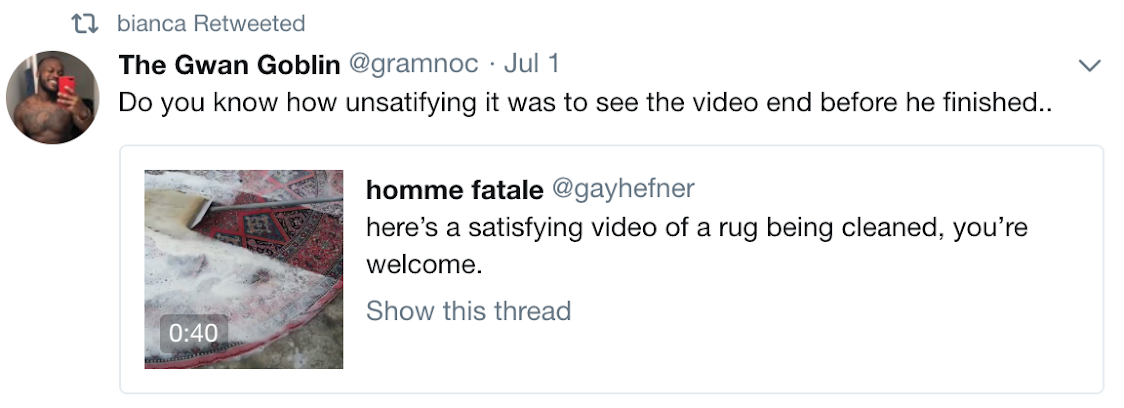 bianca Retweeted
The Gwan Goblin @gramnoc · Jul 1
Do you know how unsatifying it was to see the video end before he finished..
homme fatale @gayhefner
here’s a satisfying video of a rug being cleaned, you’re
welcome.
Show this thread
0:40